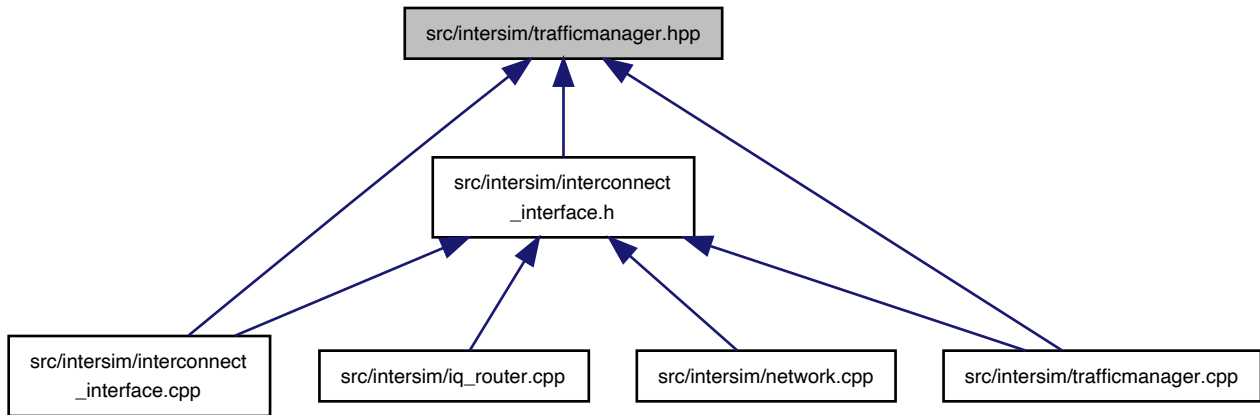 src/intersim/trafficmanager.hpp
src/intersim/interconnect
_interface.h
src/intersim/interconnect
_interface.cpp
src/intersim/iq_router.cpp
src/intersim/network.cpp
src/intersim/trafficmanager.cpp